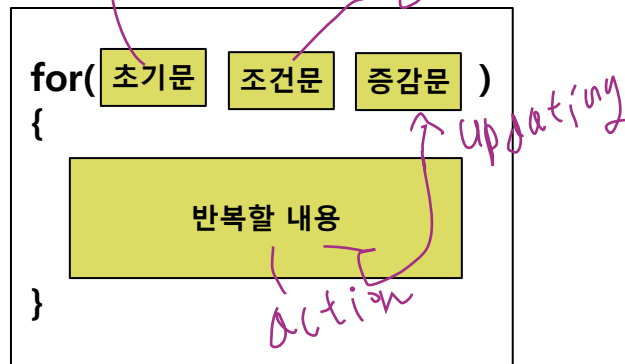 for( 초기문 조건문 증감문 )
{
updating
반복할 내용
action
}